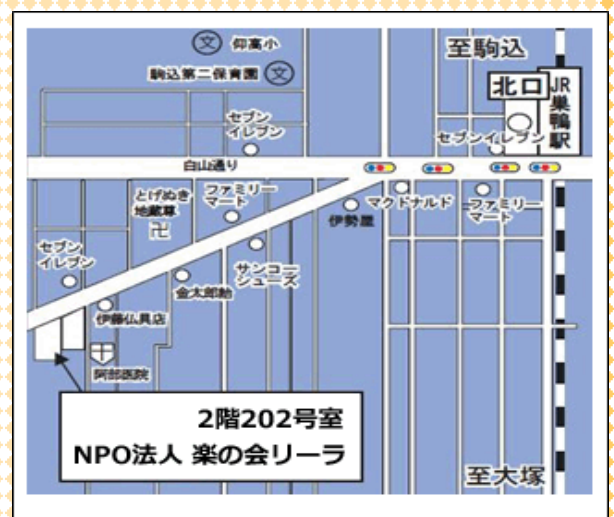 文 仰高小
駒込第二保育園 文
至駒込
北口
JR巣鴨駅
セブン
イレブン
セブンイレブン
白山通り
とげぬき
地蔵尊
卍
ファミリー
マート
伊勢屋
マクドナルド
ファミリー
マート
セブン
イレブン
サンコー
シューズ
金太郎飴
伊藤仏具店
阿部医院
2階202号室
NPO法人 楽の会リーラ
至大塚